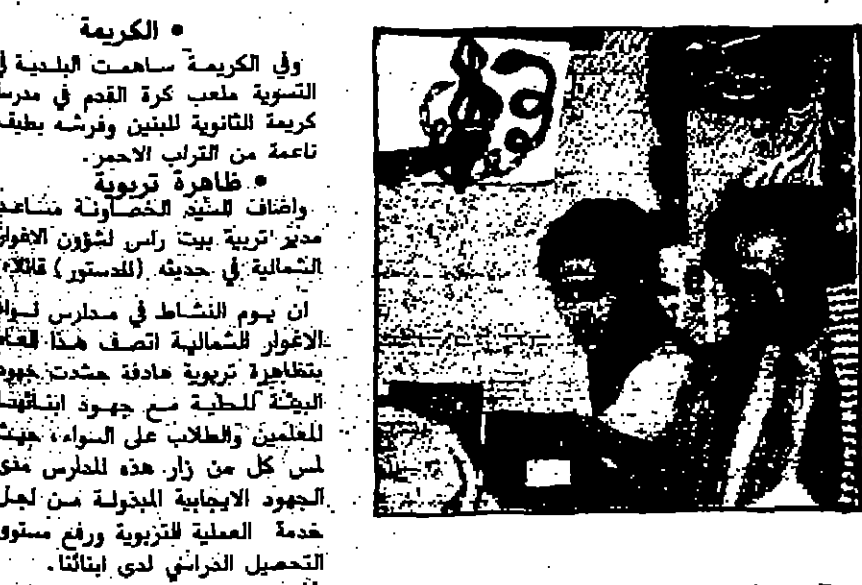 ● الكريمة
وفي الكريمة ساهمت البلدية في
التسوية ملعب كرة القدم في مدرسة
كريمة الثانوية للبنين وفرشه بطبقة
ناعمة من التراب الاحمر.
● ظاهرة تربوية
واضاف السيد الخصاونة مساعد
مدير تربية بيت راس لشؤون الاغوار
الشمالية في حديثه (للدستور) قائلا:
ان يوم النشاط في مدارس لواء
الاغوار الشمالية اتصف هذا العام
بتظاهرة تربوية هادفة حشدت جهود
البيئة المحلية مع جهود ابنائها
المعلمين والطلاب على السواء، حيث
لمس كل من زار هذه المدارس مدى
الجهود الايجابية المبذولة من اجل
خدمة العملية التربوية ورفع مستوى
التحصيل الدراسي لدى ابنائنا.